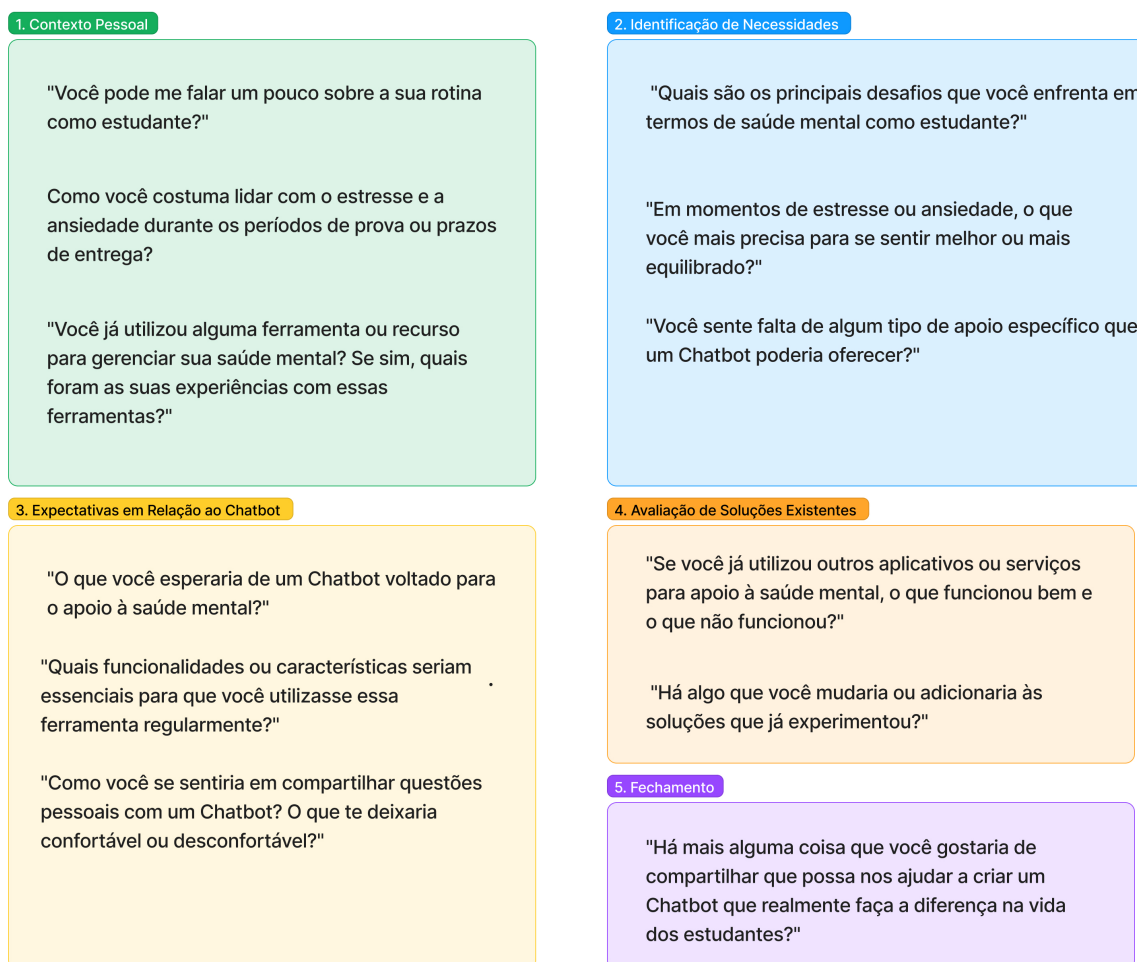 1. Contexto Pessoal
"Você pode me falar um pouco sobre a sua rotina
como estudante?"
Como você costuma lidar com o estresse e a
ansiedade durante os períodos de prova ou prazos
de entrega?
"Você já utilizou alguma ferramenta ou recurso
para gerenciar sua saúde mental? Se sim, quais
foram as suas experiências com essas
ferramentas?"
2. Identificação de Necessidades
"Quais são os principais desafios que você enfrenta em
termos de saúde mental como estudante?"
"Em momentos de estresse ou ansiedade, o que
você mais precisa para se sentir melhor ou mais
equilibrado?"
"Você sente falta de algum tipo de apoio específico que
um Chatbot poderia oferecer?"
3. Expectativas em Relação ao Chatbot
"O que você esperaria de um Chatbot voltado para
o apoio à saúde mental?"
"Quais funcionalidades ou características seriam
essenciais para que você utilizasse essa
ferramenta regularmente?"
"Como você se sentiria em compartilhar questões
pessoais com um Chatbot? O que te deixaria
confortável ou desconfortável?"
4. Avaliação de Soluções Existentes
"Se você já utilizou outros aplicativos ou serviços
para apoio à saúde mental, o que funcionou bem e
o que não funcionou?"
"Há algo que você mudaria ou adicionaria às
soluções que já experimentou?"
5. Fechamento
"Há mais alguma coisa que você gostaria de
compartilhar que possa nos ajudar a criar um
Chatbot que realmente faça a diferença na vida
dos estudantes?"